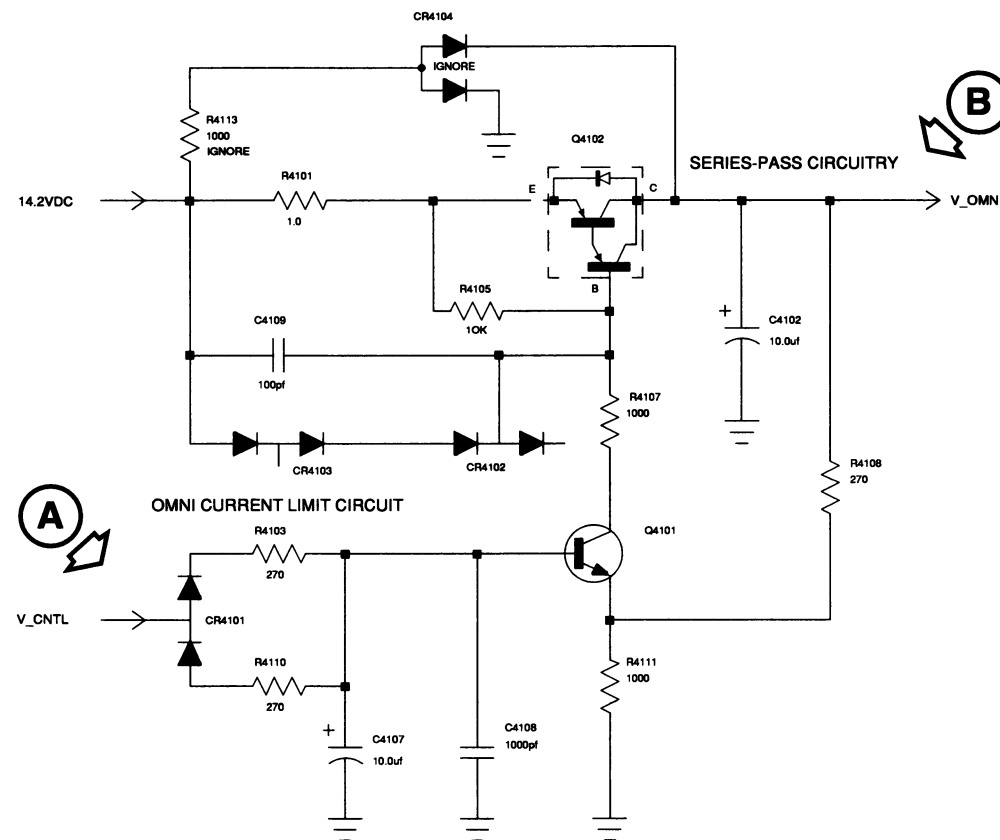 CR4104
IGNORE
B
R4113
1000
IGNORE
Q4102
SERIES-PASS CIRCUITRY
R4101
E
C
14.2VDC
V_OMN
1.0
R4105
B
10K
C4109
+
C4102
10.0uf
100pf
R4107
1000
CR4103
CR4102
R4108
270
A
OMNI CURRENT LIMIT CIRCUIT
R4103
Q4101
270
V_CNTL
CR4101
R4110
R4111
1000
270
+
C4107
10.0uf
C4108
1000pf